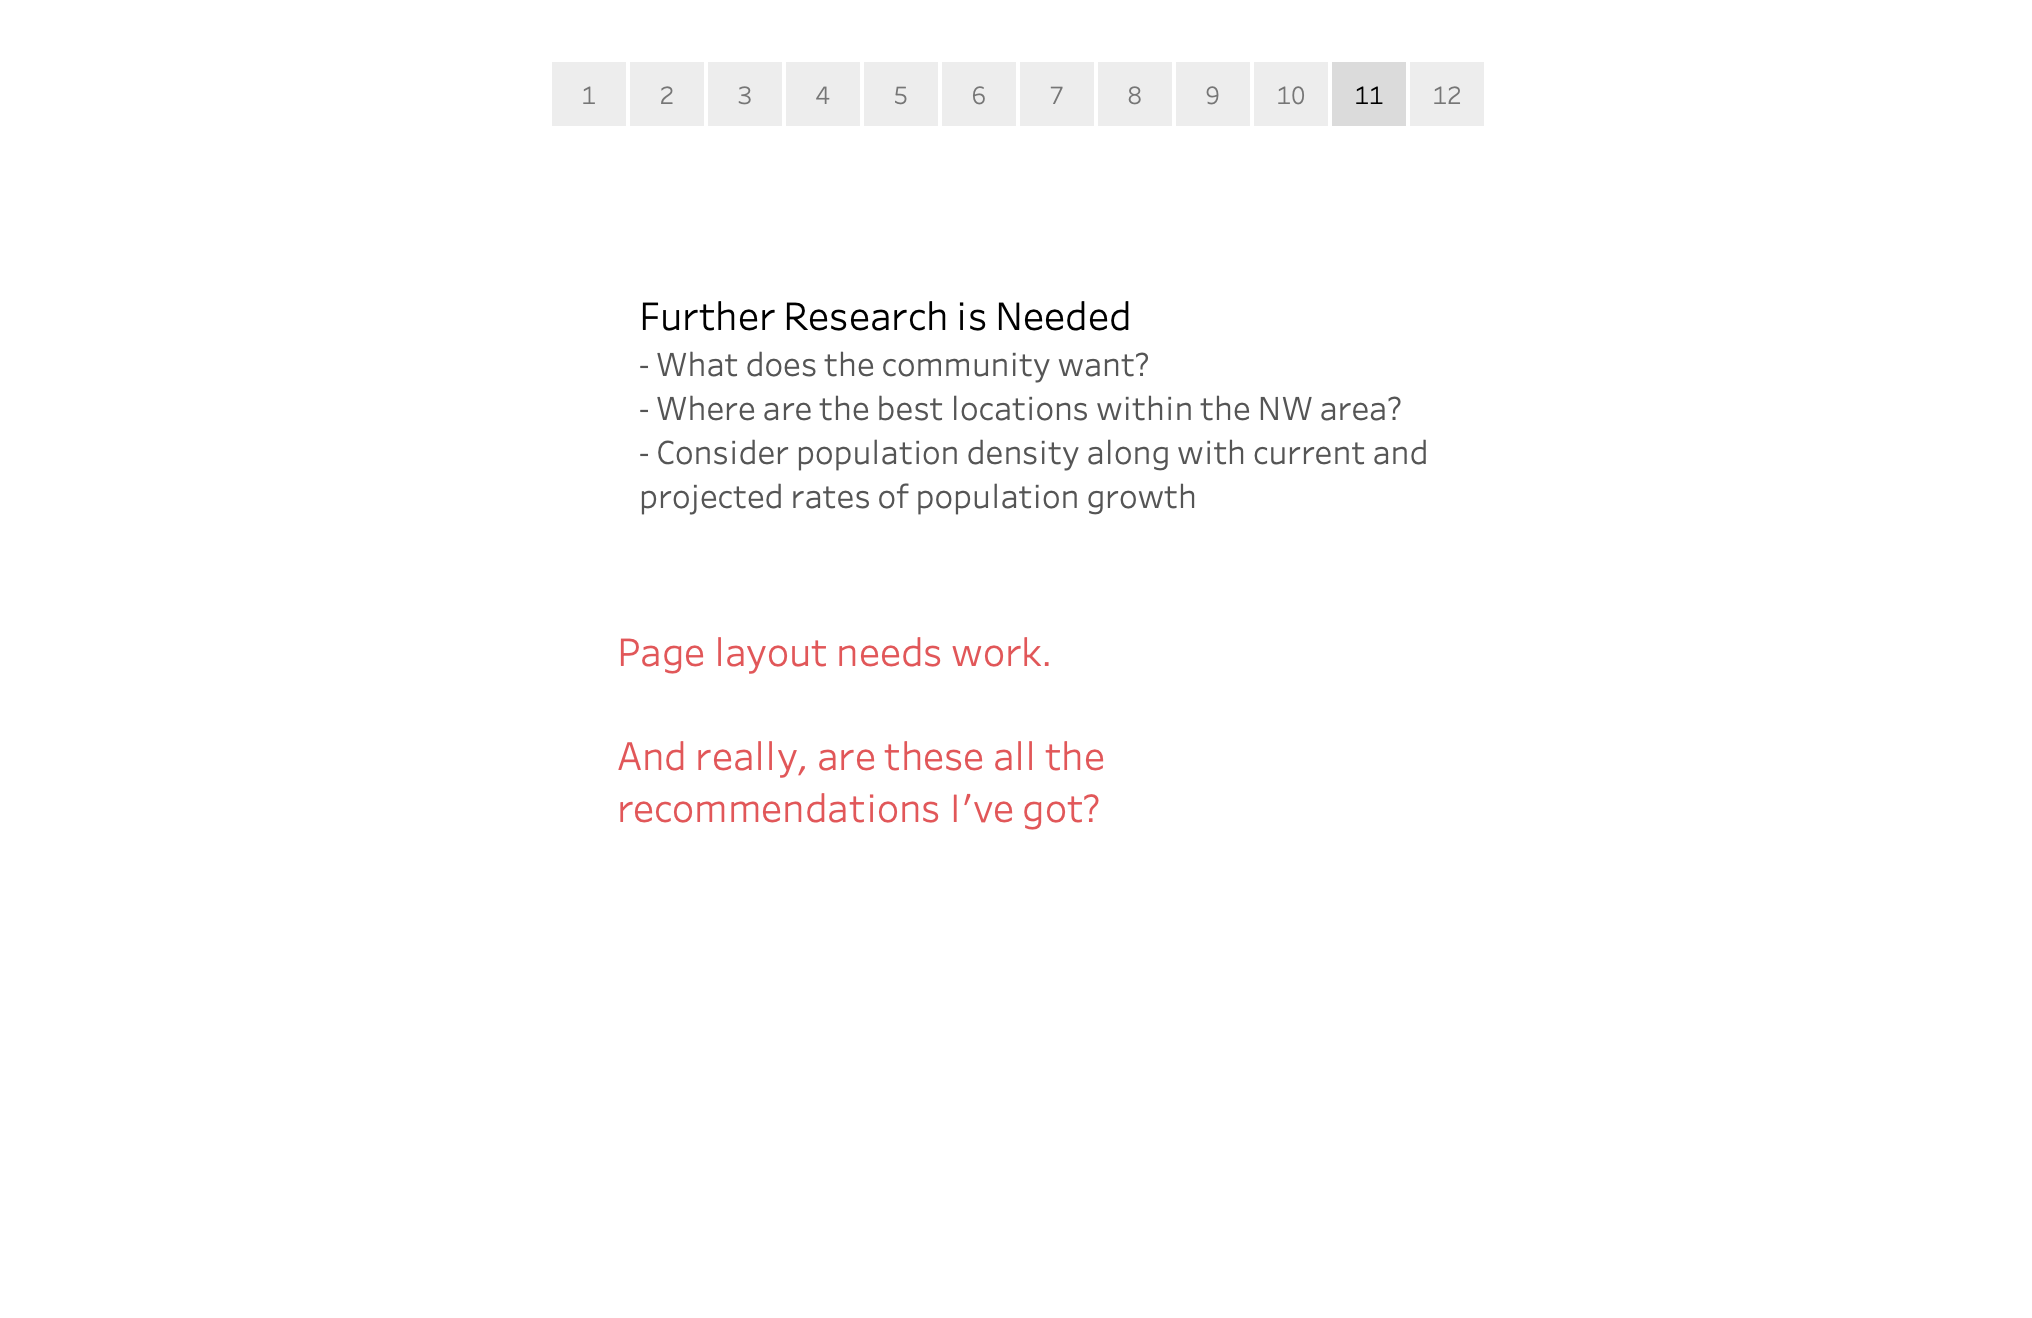 1 2 3 4 5 6 7 8 9 10 11 12
Further Research is Needed
- What does the community want?
- Where are the best locations within the NW area?
- Consider population density along with current and
projected rates of population growth
Page layout needs work.
And really, are these all the
recommendations I’ve got?